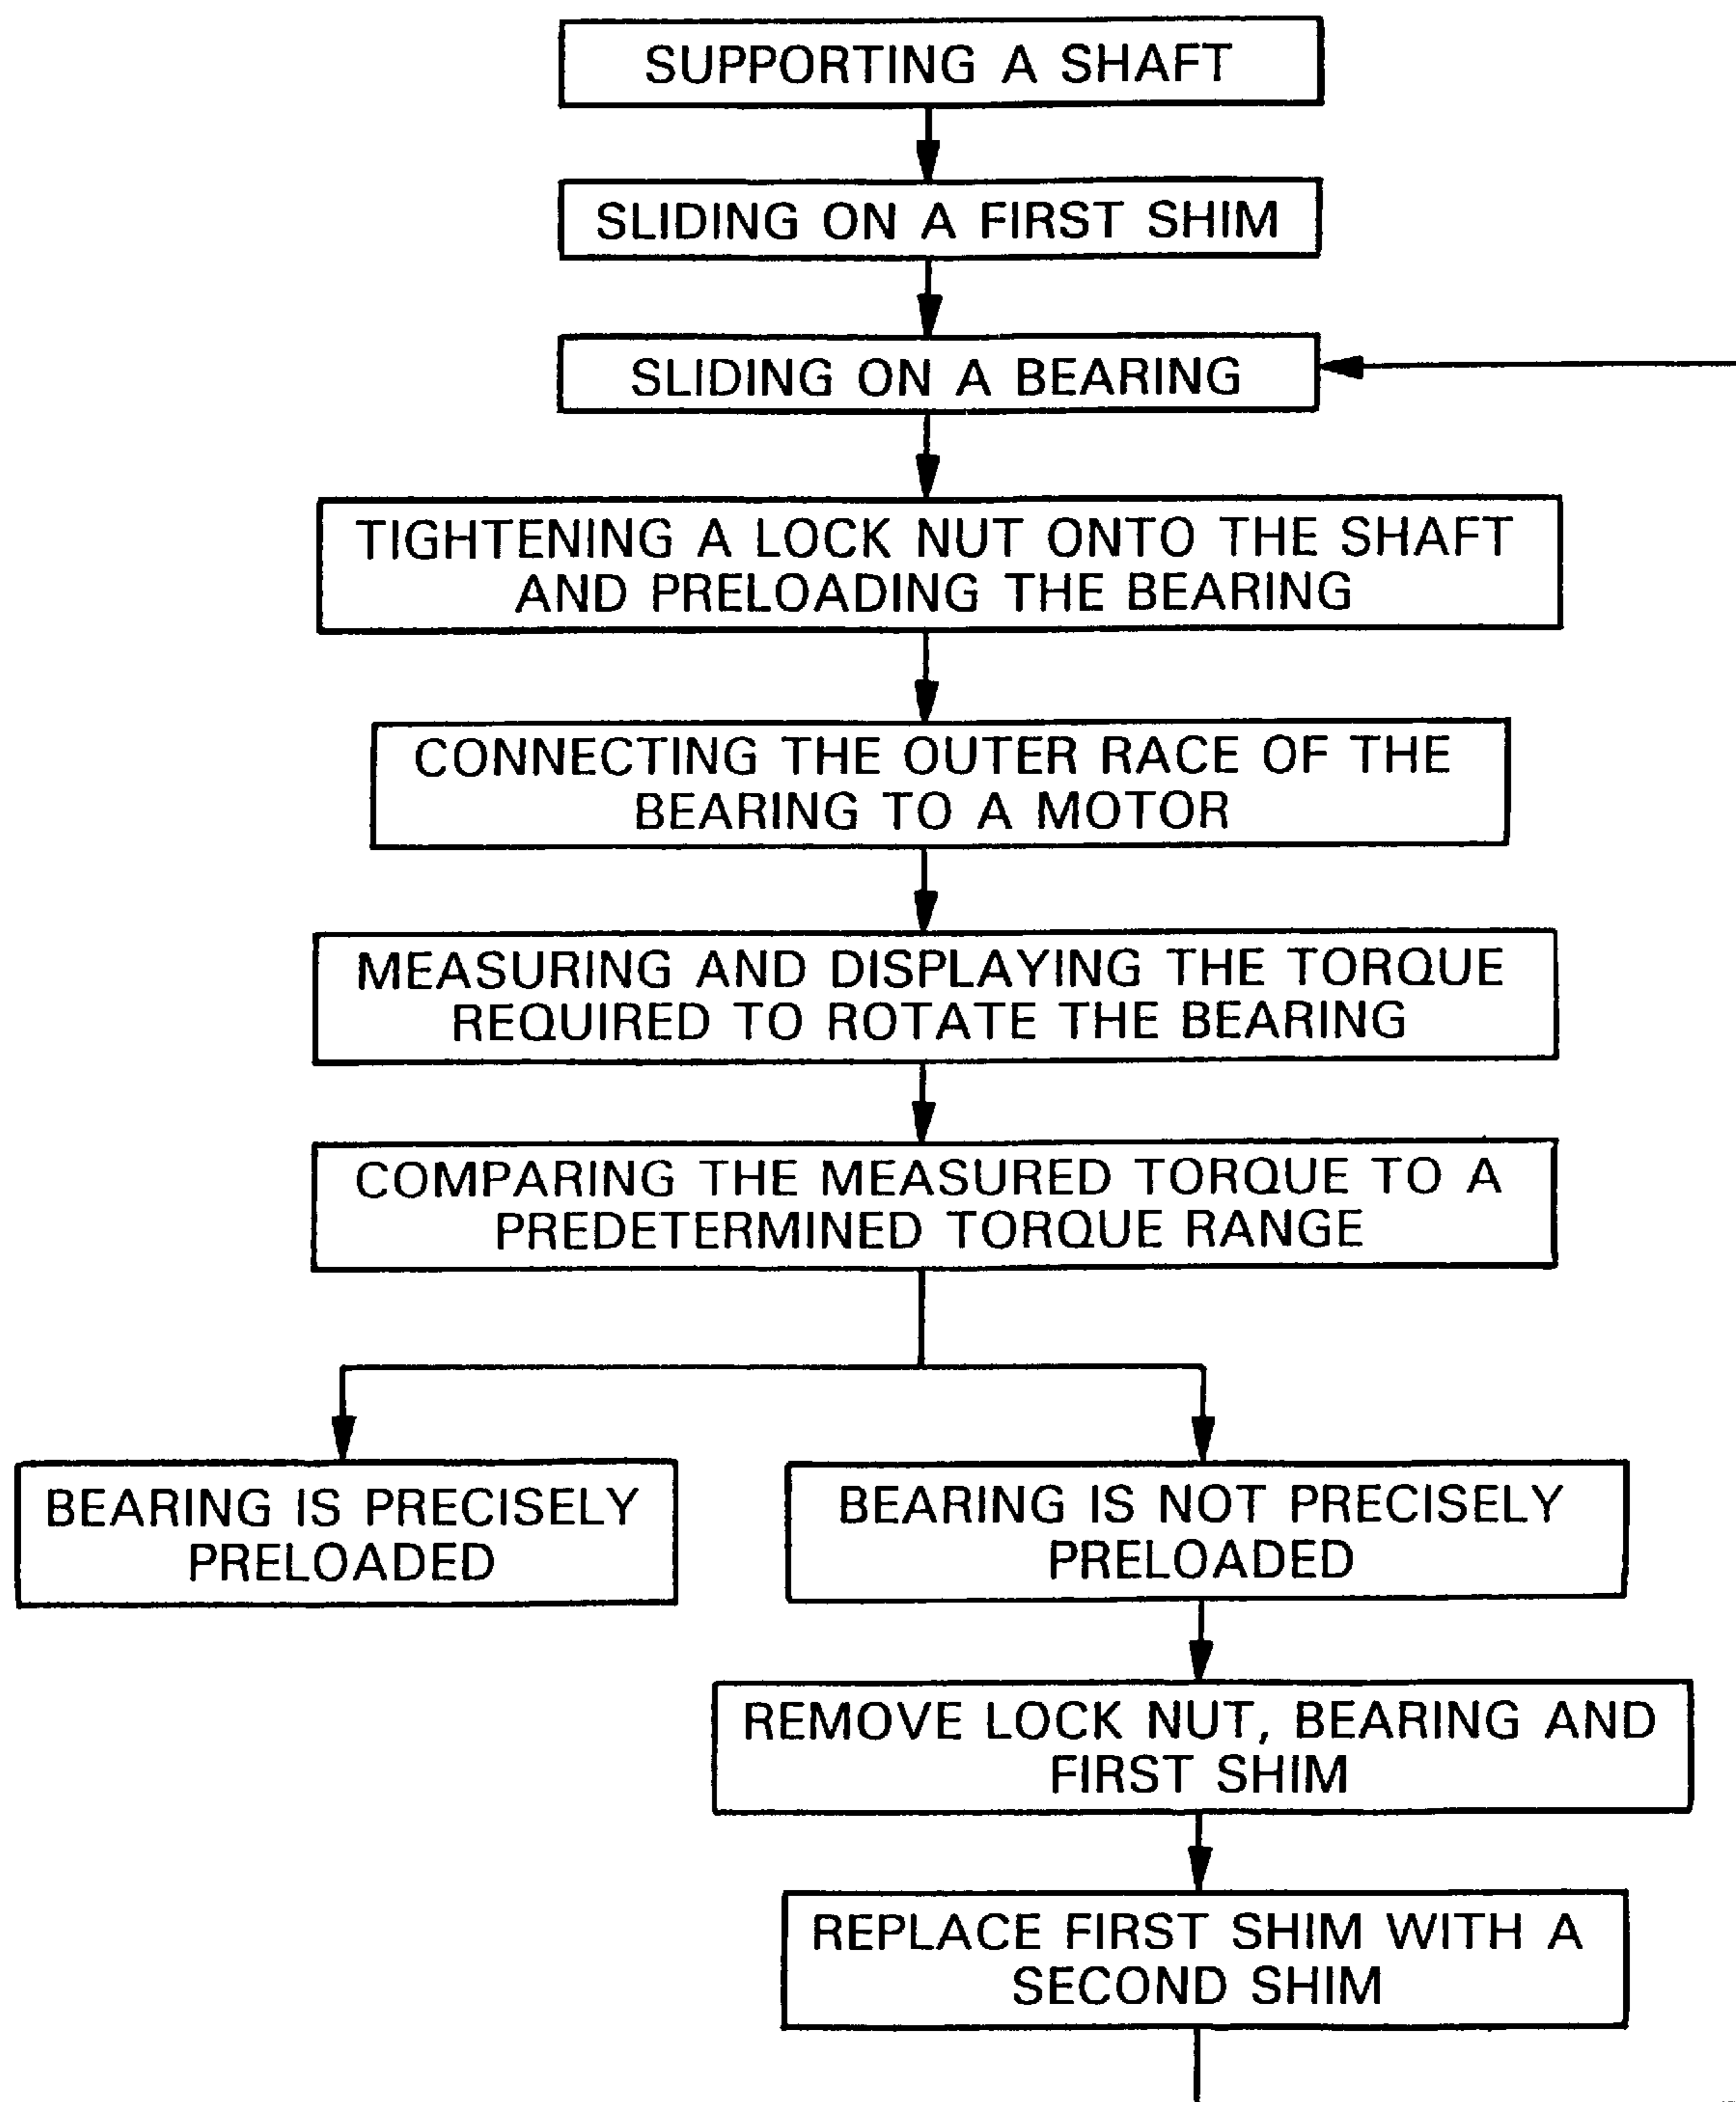 SUPPORTING A SHAFT
SLIDING ON A FIRST SHIM
SLIDING ON A BEARING
TIGHTENING A LOCK NUT ONTO THE SHAFT
AND PRELOADING THE BEARING
CONNECTING THE OUTER RACE OF THE
BEARING TO A MOTOR
MEASURING AND DISPLAYING THE TORQUE
REQUIRED TO ROTATE THE BEARING
COMPARING THE MEASURED TORQUE TO A
PREDETERMINED TORQUE RANGE
BEARING IS PRECISELY
PRELOADED
BEARING IS NOT PRECISELY
PRELOADED
REMOVE LOCK NUT, BEARING AND
FIRST SHIM
REPLACE FIRST SHIM WITH A
SECOND SHIM